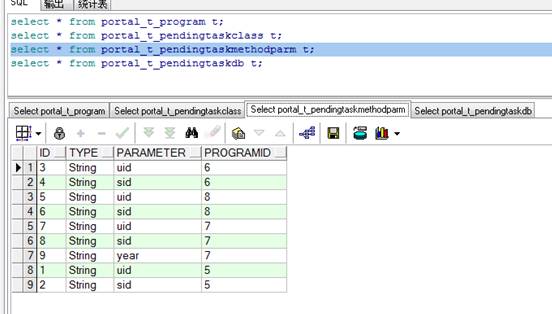 SQL 输出 统计表
select * from portal_t_program t;
select * from portal_t_pendingtaskclass t;
select * from portal_t_pendingtaskmethodparm t;
select * from portal_t_pendingtaskdb t;
Select portal_t_program Select portal_t_pendingtaskclass Select portal_t_pendingtaskmethodparm Select portal_t_pendingtaskdb
ID TYPE PARAMETER PROGRAMID
1 3 String uid 6
2 4 String sid 6
3 5 String uid 8
4 6 String sid 8
5 7 String uid 7
6 8 String sid 7
7 9 String year 7
8 1 String uid 5
9 2 String sid 5